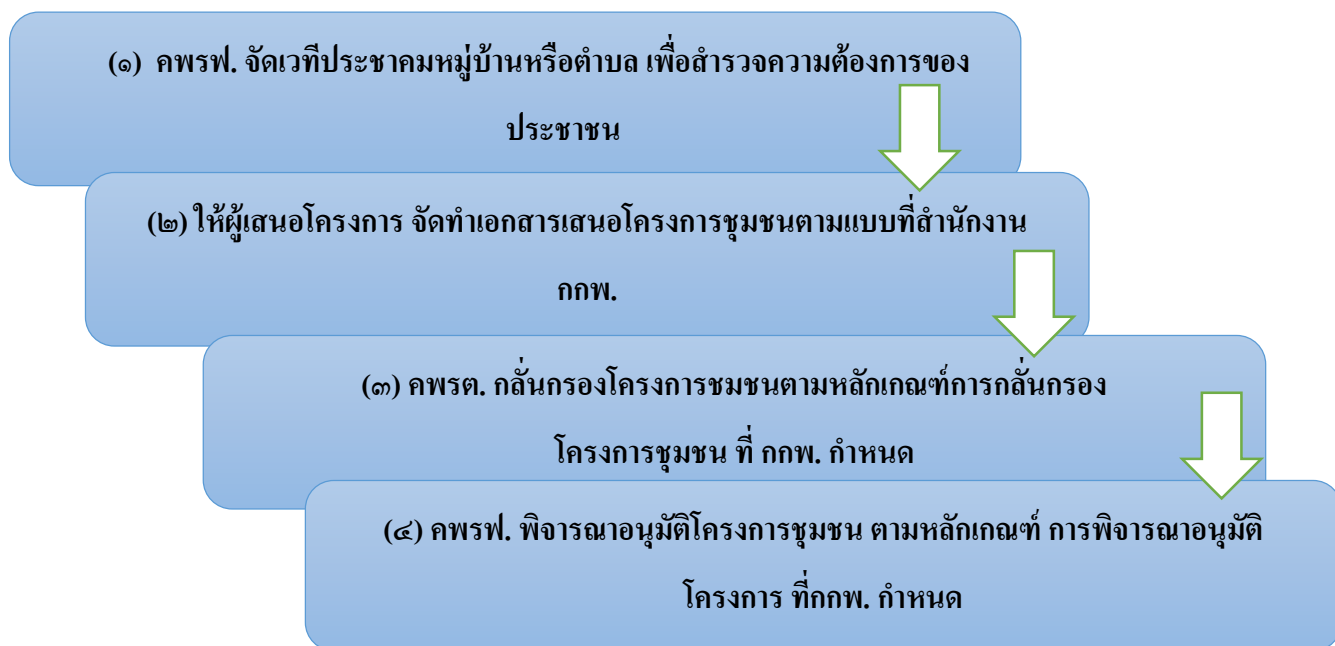 (๑) คพรฟ. จัดเวทีประชาคมหมู่บ้านหรือตำบล เพื่อสำรวจความต้องการของ
ประชาชน
(๒) ให้ผู้เสนอโครงการ จัดทำเอกสารเสนอโครงการชุมชนตามแบบที่สำนักงาน
กกพ.
(๓) คพรต. กลั่นกรองโครงการชมชนตามหลักเกณฑ์การกลั่นกรอง
โครงการชุมชน ที่ กกพ. กำหนด
(๔) คพรฟ. พิจารณาอนุมัติโครงการชุมชน ตามหลักเกณฑ์ การพิจารณาอนุมัติ
โครงการ ที่กกพ. กำหนด